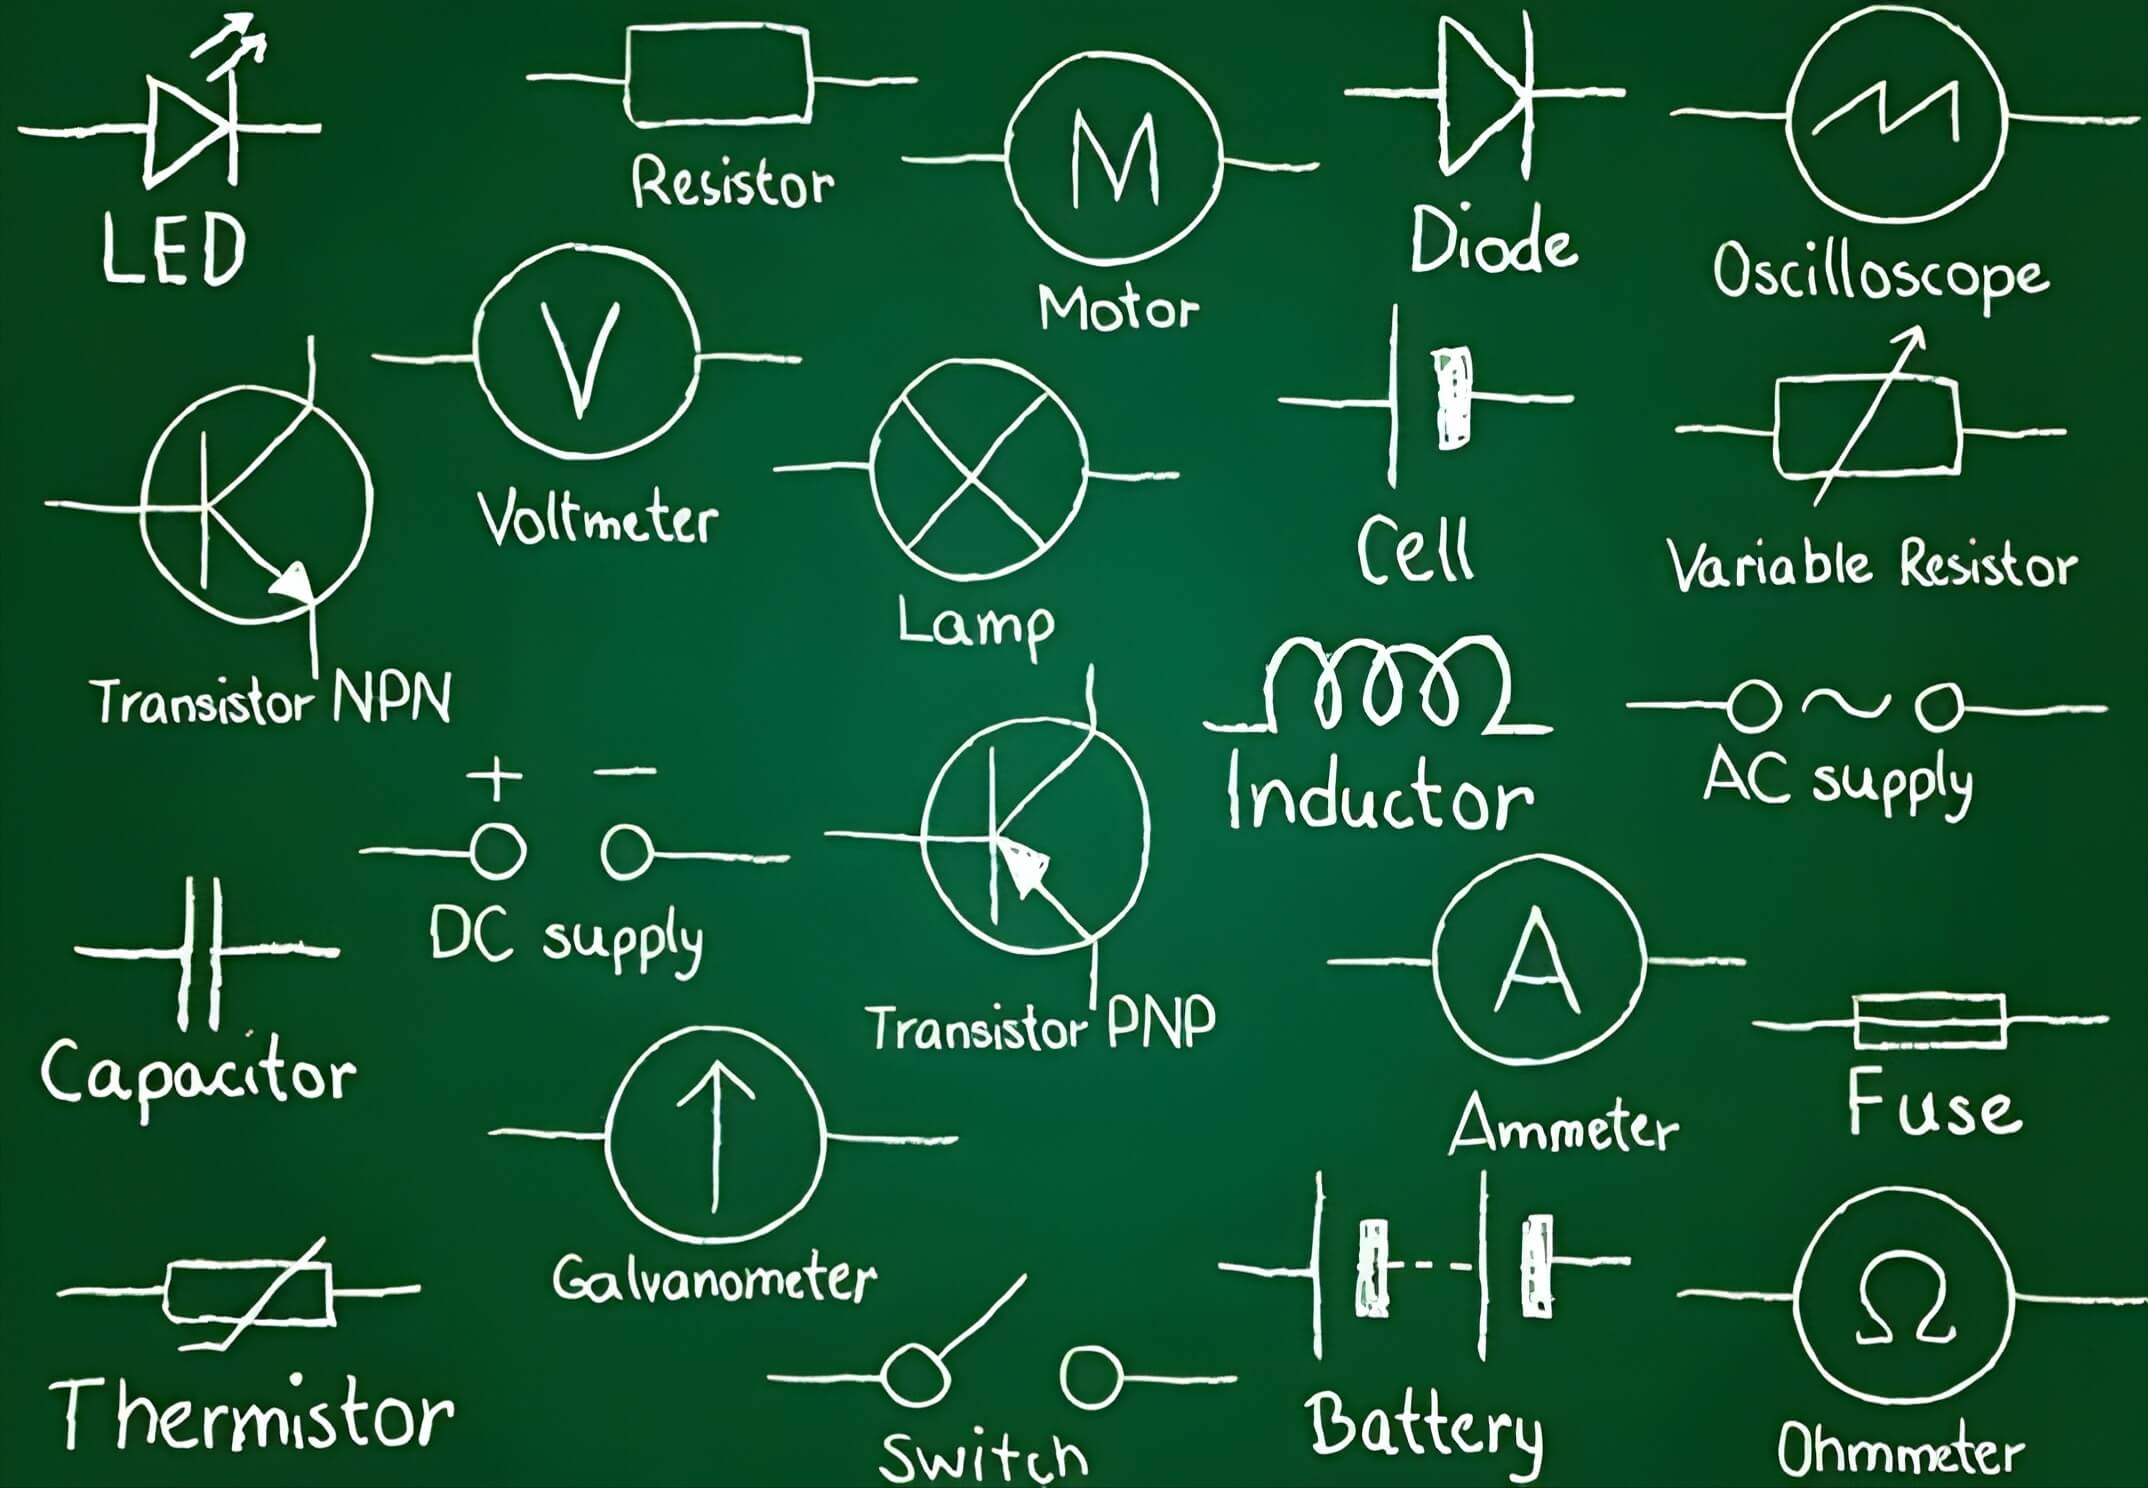 LED
Resistor
M
Motor
Diode
Oscilloscope
V
Voltmeter
Lamp
Cell
Variable Resistor
Transistor NPN
Inductor
AC supply
+ −
DC supply
Transistor PNP
A
Ammeter
Capacitor
Fuse
Galvanometer
Thermistor
Switch
Battery
Ω
Ohmmeter